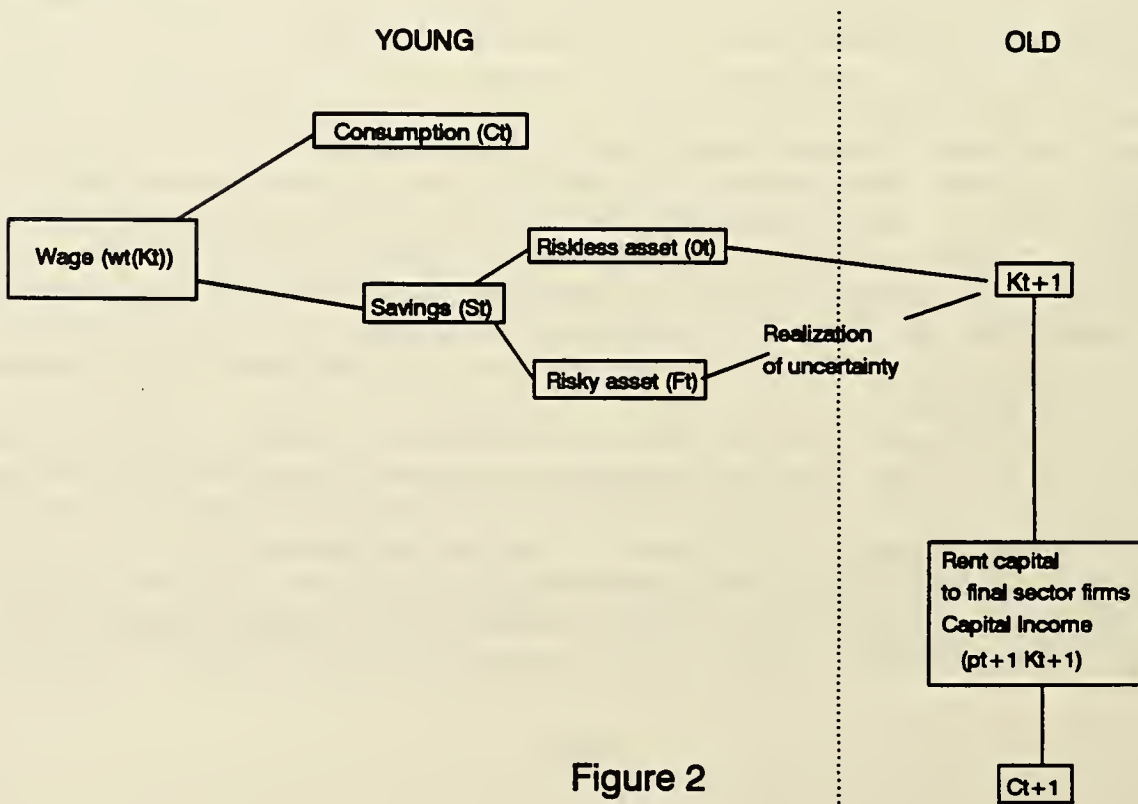 YOUNG
OLD
Consumption (Ct)
Wage (wt(Kt))
Riskless asset (0t)
Kt+1
Savings (St)
Realization
of uncertainty
Risky asset (Ft)
Rent capital
to final sector firms
Capital Income
(pt+1 Kt+1)
Ct+1
Figure 2